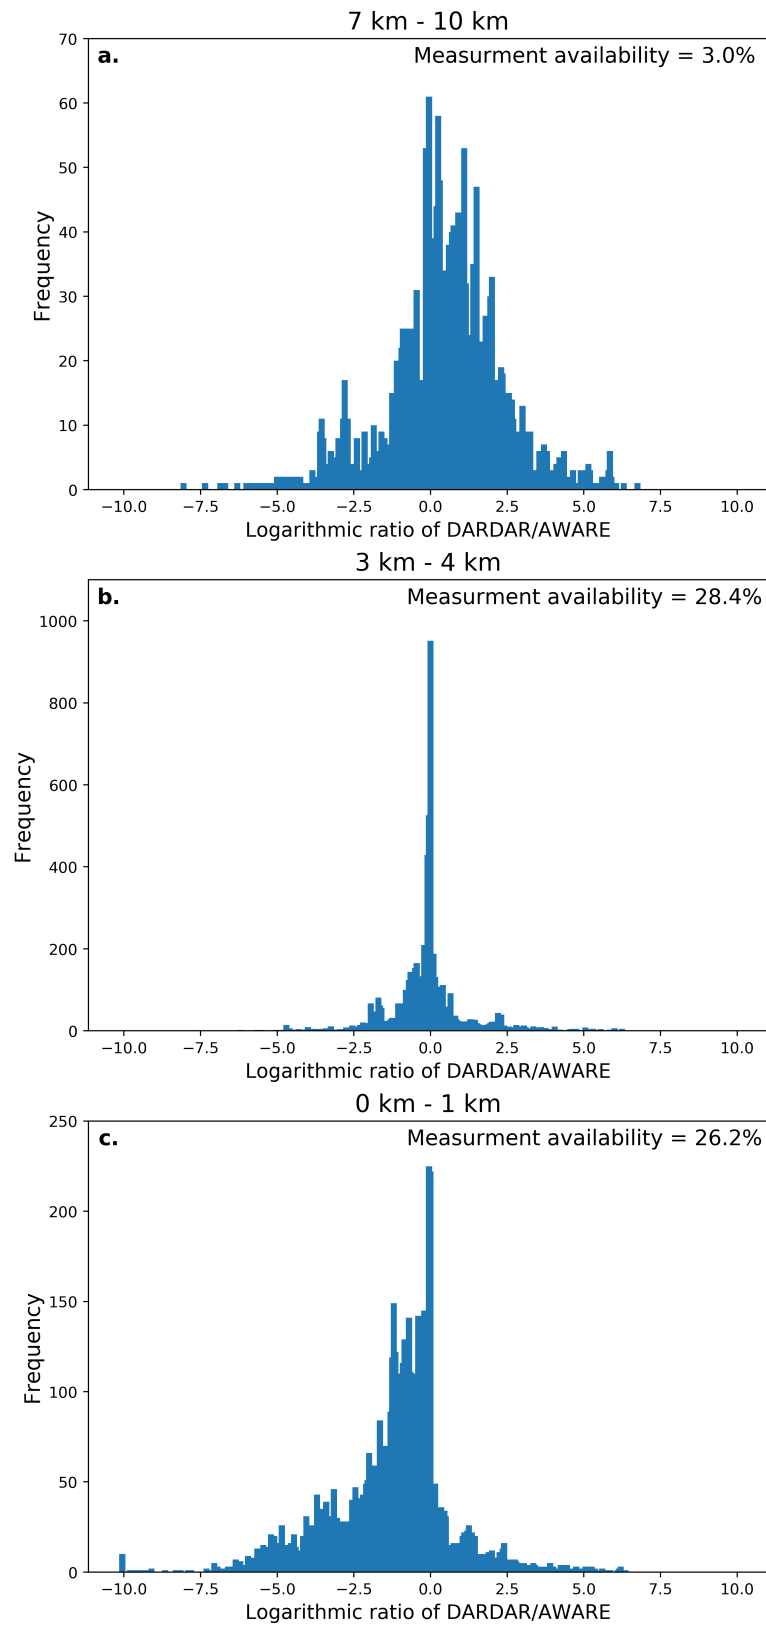 7 km - 10 km
a.
Measurment availability = 3.0%
70
60
50
40
30
20
10
0
Frequency
−10.0 −7.5 −5.0 −2.5 0.0 2.5 5.0 7.5 10.0
Logarithmic ratio of DARDAR/AWARE
3 km - 4 km
b.
Measurment availability = 28.4%
1000
800
600
400
200
0
Frequency
−10.0 −7.5 −5.0 −2.5 0.0 2.5 5.0 7.5 10.0
Logarithmic ratio of DARDAR/AWARE
0 km - 1 km
c.
Measurment availability = 26.2%
250
200
150
100
50
0
Frequency
−10.0 −7.5 −5.0 −2.5 0.0 2.5 5.0 7.5 10.0
Logarithmic ratio of DARDAR/AWARE